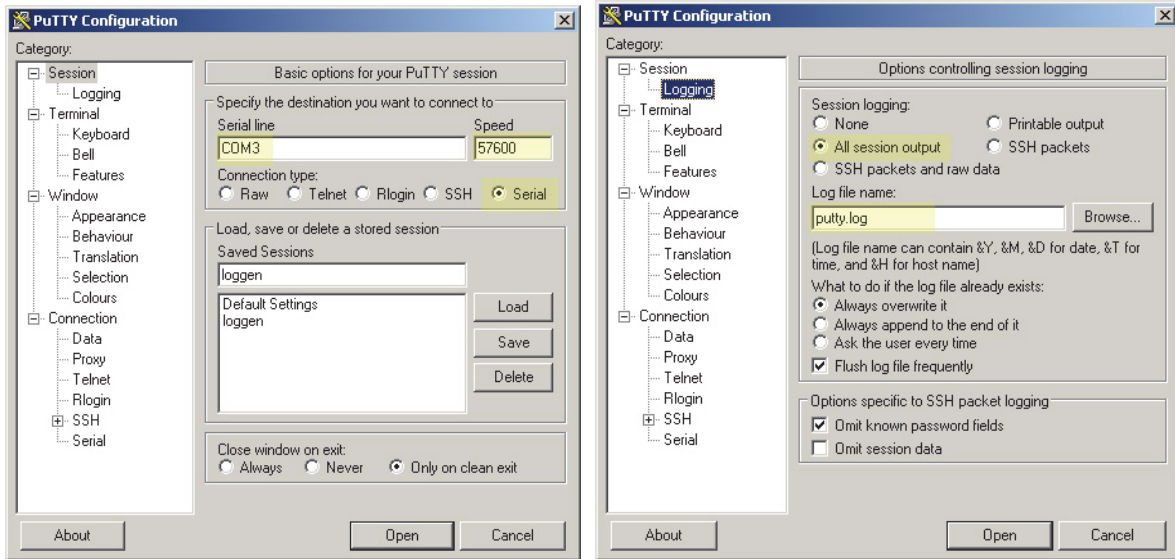 PuTTY Configuration
Category:
Session
Logging
Terminal
Keyboard
Bell
Features
Window
Appearance
Behaviour
Translation
Selection
Colours
Connection
Data
Proxy
Telnet
Rlogin
SSH
Serial
Basic options for your PuTTY session
Specify the destination you want to connect to
Serial line Speed
COM3 57600
Connection type:
Raw Telnet Rlogin SSH Serial
Load, save or delete a stored session
Saved Sessions
loggen
Default Settings
loggen
Load
Save
Delete
Close window on exit:
Always Never Only on clean exit
About Open Cancel
PuTTY Configuration
Category:
Session
Logging
Terminal
Keyboard
Bell
Features
Window
Appearance
Behaviour
Translation
Selection
Colours
Connection
Data
Proxy
Telnet
Rlogin
SSH
Serial
Options controlling session logging
Session logging:
None Printable output
All session output SSH packets
SSH packets and raw data
Log file name:
putty.log Browse...
(Log file name can contain &Y, &M, &D for date, &T for
time, and &H for host name)
What to do if the log file already exists:
Always overwrite it
Always append to the end of it
Ask the user every time
Flush log file frequently
Options specific to SSH packet logging
Omit known password fields
Omit session data
About Open Cancel